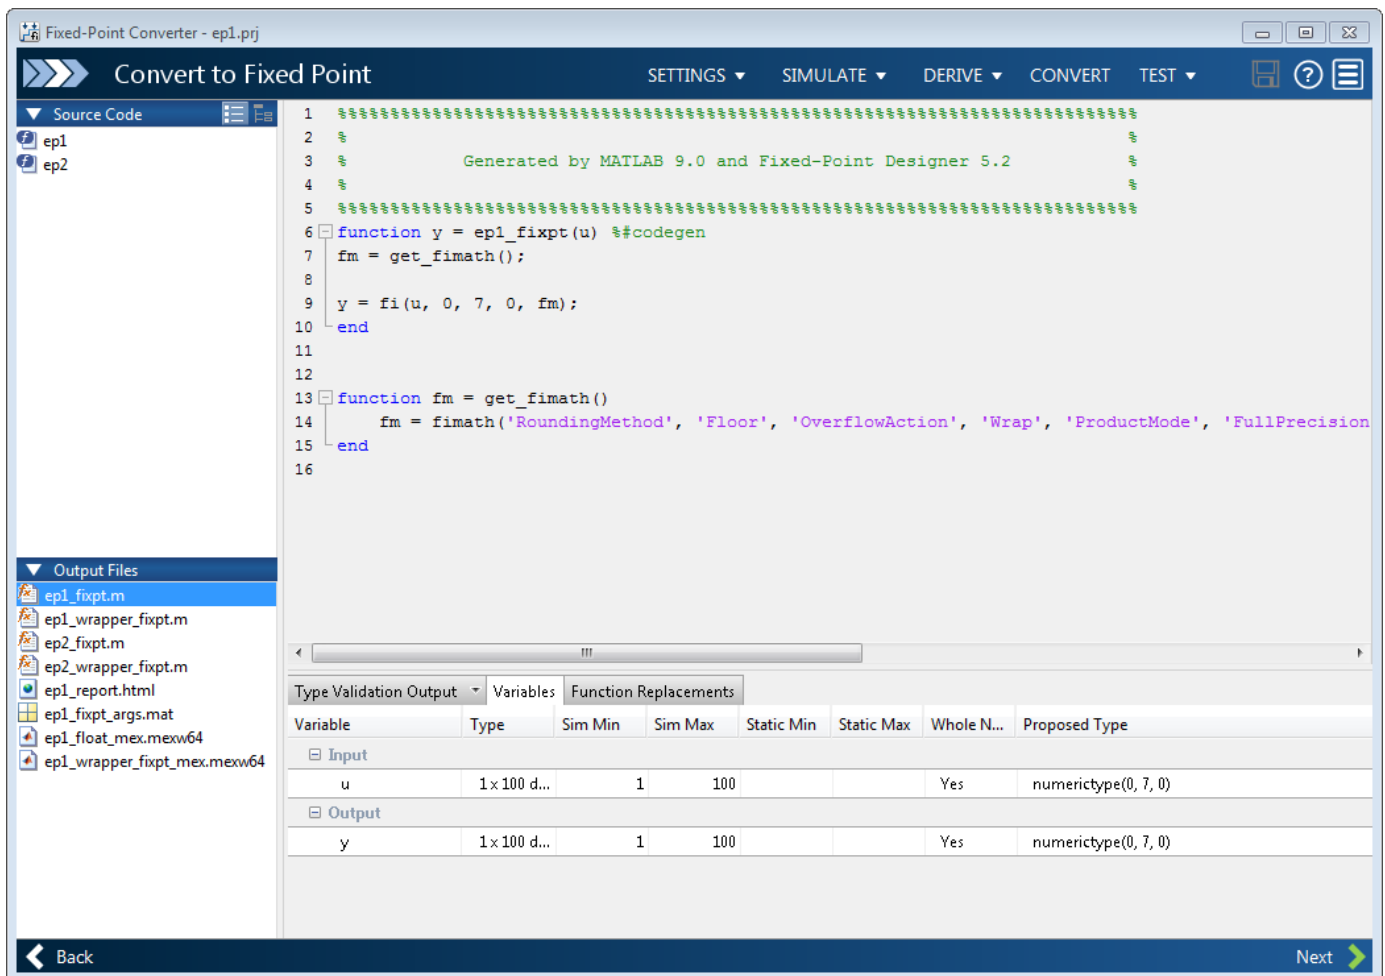 Fixed-Point Converter - ep1.prj
Convert to Fixed Point
SETTINGS SIMULATE DERIVE CONVERT TEST
Source Code
ep1
ep2
1 %%%%%%%%%%%%%%%%%%%%%%%%%%%%%%%%%%%%%%%%%%%%%%%%%%%%%%%%%%%%%%%%%%%%%%%%%%%%
2 % %
3 % Generated by MATLAB 9.0 and Fixed-Point Designer 5.2 %
4 % %
5 %%%%%%%%%%%%%%%%%%%%%%%%%%%%%%%%%%%%%%%%%%%%%%%%%%%%%%%%%%%%%%%%%%%%%%%%%%%%
6 function y = ep1_fixpt(u) %#codegen
7 fm = get_fimath();
8
9 y = fi(u, 0, 7, 0, fm);
10 end
11
12
13 function fm = get_fimath()
14 fm = fimath('RoundingMethod', 'Floor', 'OverflowAction', 'Wrap', 'ProductMode', 'FullPrecision
15 end
16
Output Files
ep1_fixpt.m
ep1_wrapper_fixpt.m
ep2_fixpt.m
ep2_wrapper_fixpt.m
ep1_report.html
ep1_fixpt_args.mat
ep1_float_mex.mexw64
ep1_wrapper_fixpt_mex.mexw64
Type Validation Output Variables Function Replacements
Variable Type Sim Min Sim Max Static Min Static Max Whole N... Proposed Type
Input
u 1 x 100 d... 1 100 Yes numerictype(0, 7, 0)
Output
y 1 x 100 d... 1 100 Yes numerictype(0, 7, 0)
Back Next